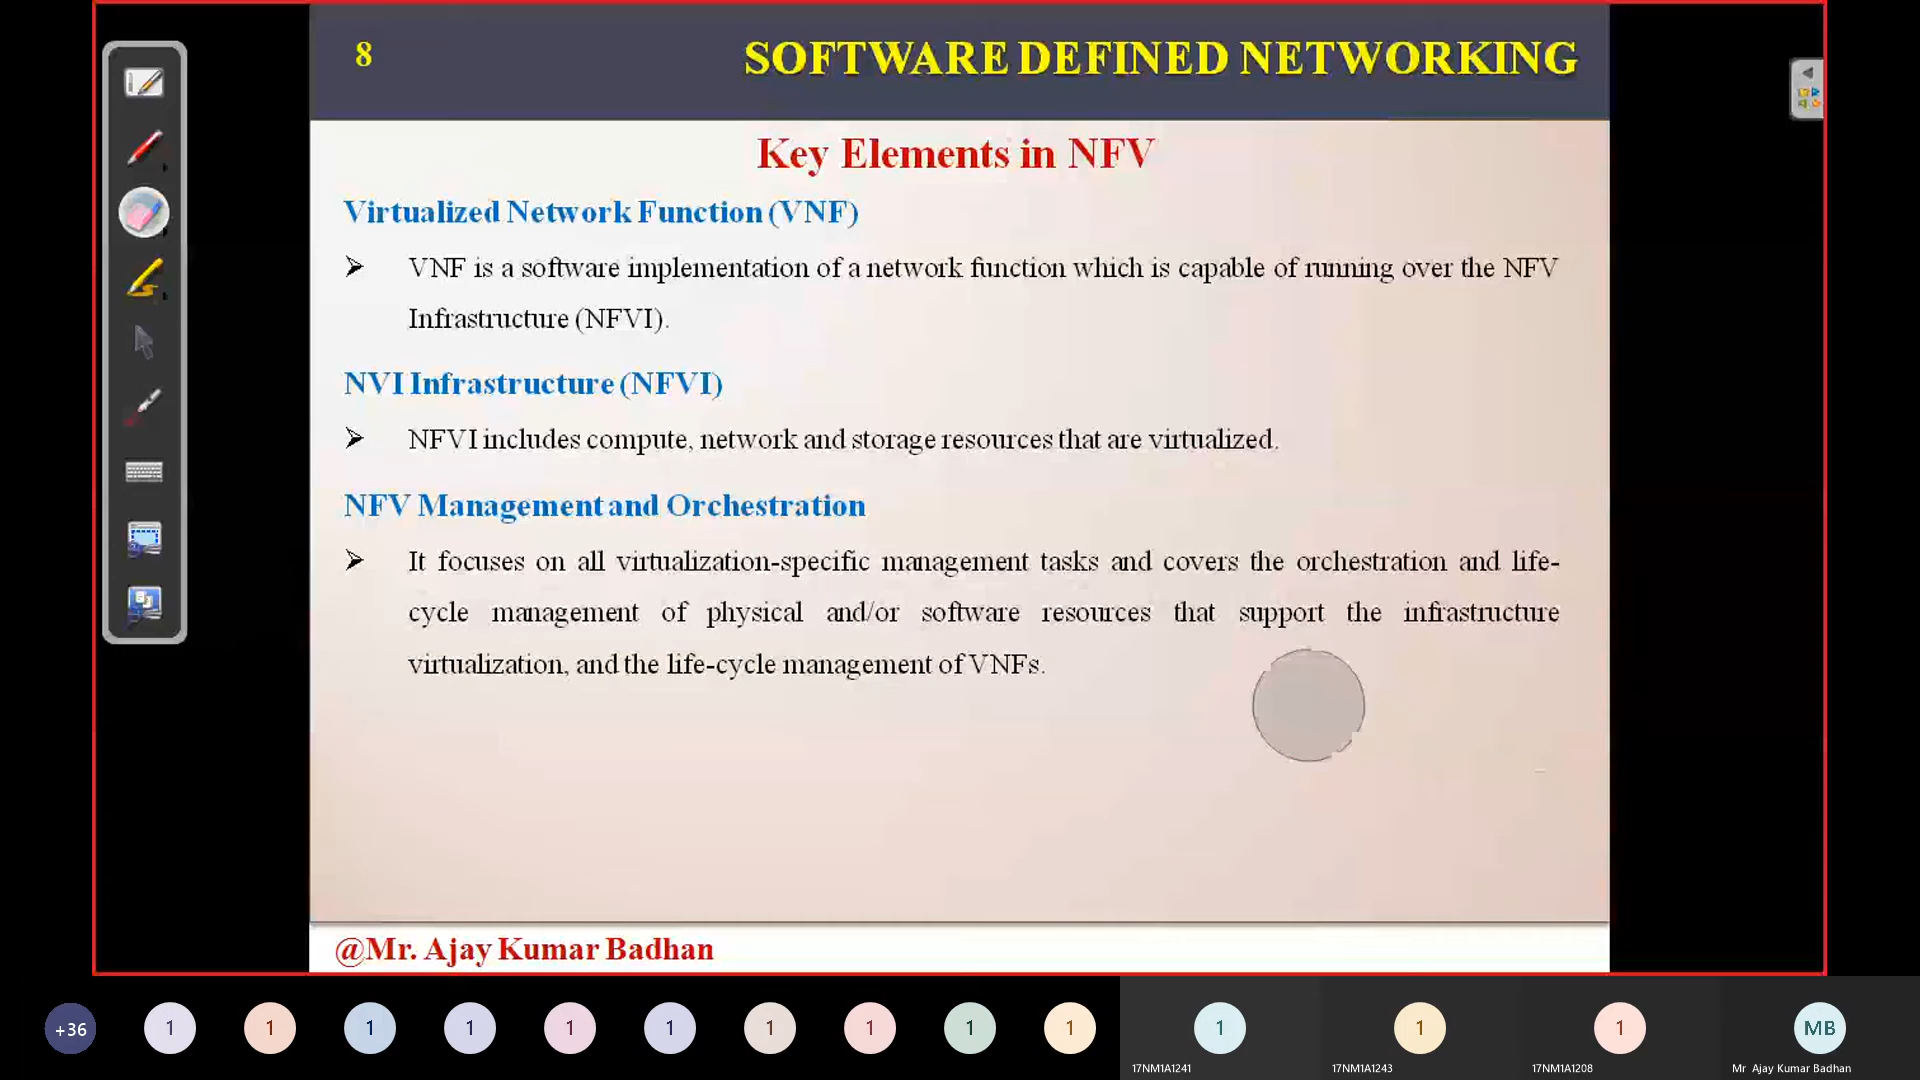 8
SOFTWARE DEFINED NETWORKING
Key Elements in NFV
Virtualized Network Function (VNF)
➢ VNF is a software implementation of a network function which is capable of running over the NFV
Infrastructure (NFVI).
NVI Infrastructure (NFVI)
➢ NFVI includes compute, network and storage resources that are virtualized.
NFV Management and Orchestration
➢ It focuses on all virtualization-specific management tasks and covers the orchestration and life-
cycle management of physical and/or software resources that support the infrastructure
virtualization, and the life-cycle management of VNFs.
@Mr. Ajay Kumar Badhan
+36 1 1 1 1 1 1 1 1 1 1 1 1 1 MB
17NM1A1241 17NM1A1243 17NM1A1208 Mr Ajay Kumar Badhan